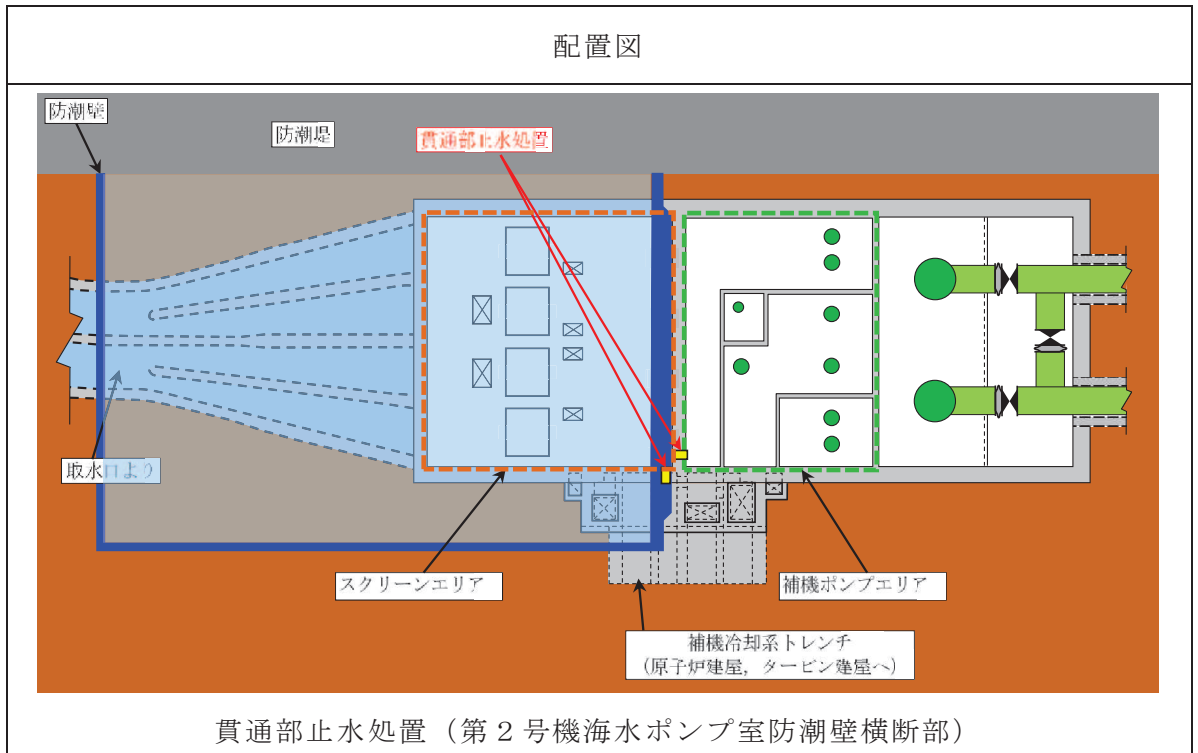 配置図
防潮壁
防潮堤
貫通部止水処置
取水口より
スクリーンエリア
補機ポンプエリア
補機冷却系トレンチ
(原子炉建屋，タービン建屋へ)
貫通部止水処置（第２号機海水ポンプ室防潮壁横断部）